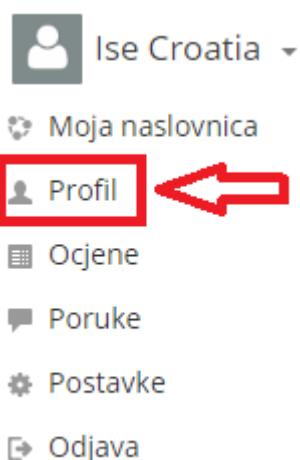 Ise Croatia
Moja naslovnica
Profil
Ocjene
Poruke
Postavke
Odjava